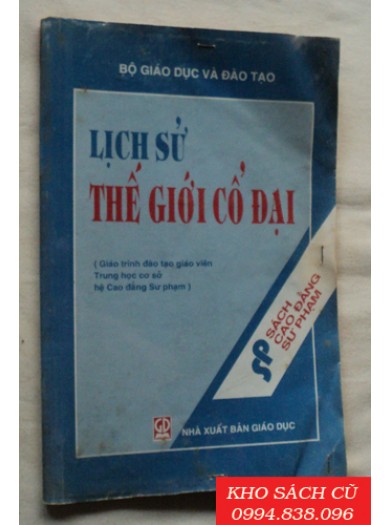 BỘ GIÁO DỤC VÀ ĐÀO TẠO
LỊCH SỬ
THẾ GIỚI CỔ ĐẠI
( Giáo trình đào tạo giáo viên
Trung học cơ sở
hệ Cao đẳng Sư phạm )
SP
SÁCH
CAO ĐẲNG
SƯ PHẠM
GD
NHÀ XUẤT BẢN GIÁO DỤC
KHO SÁCH CŨ
0994.838.096